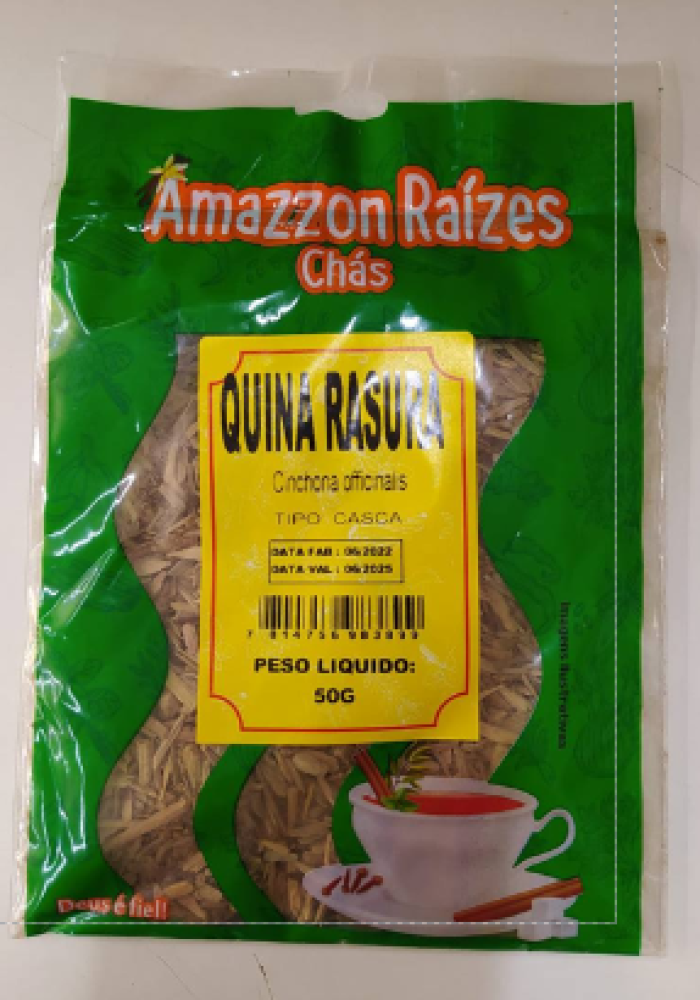 Amazzon Raízes
Chás
QUINA RASURA
Cinchona officinalis
TIPO CASCA
DATA FAB : 06/2022
DATA VAL : 06/2025
PESO LIQUIDO:
50G
Imagens Ilustrativas
Deus é fiel!